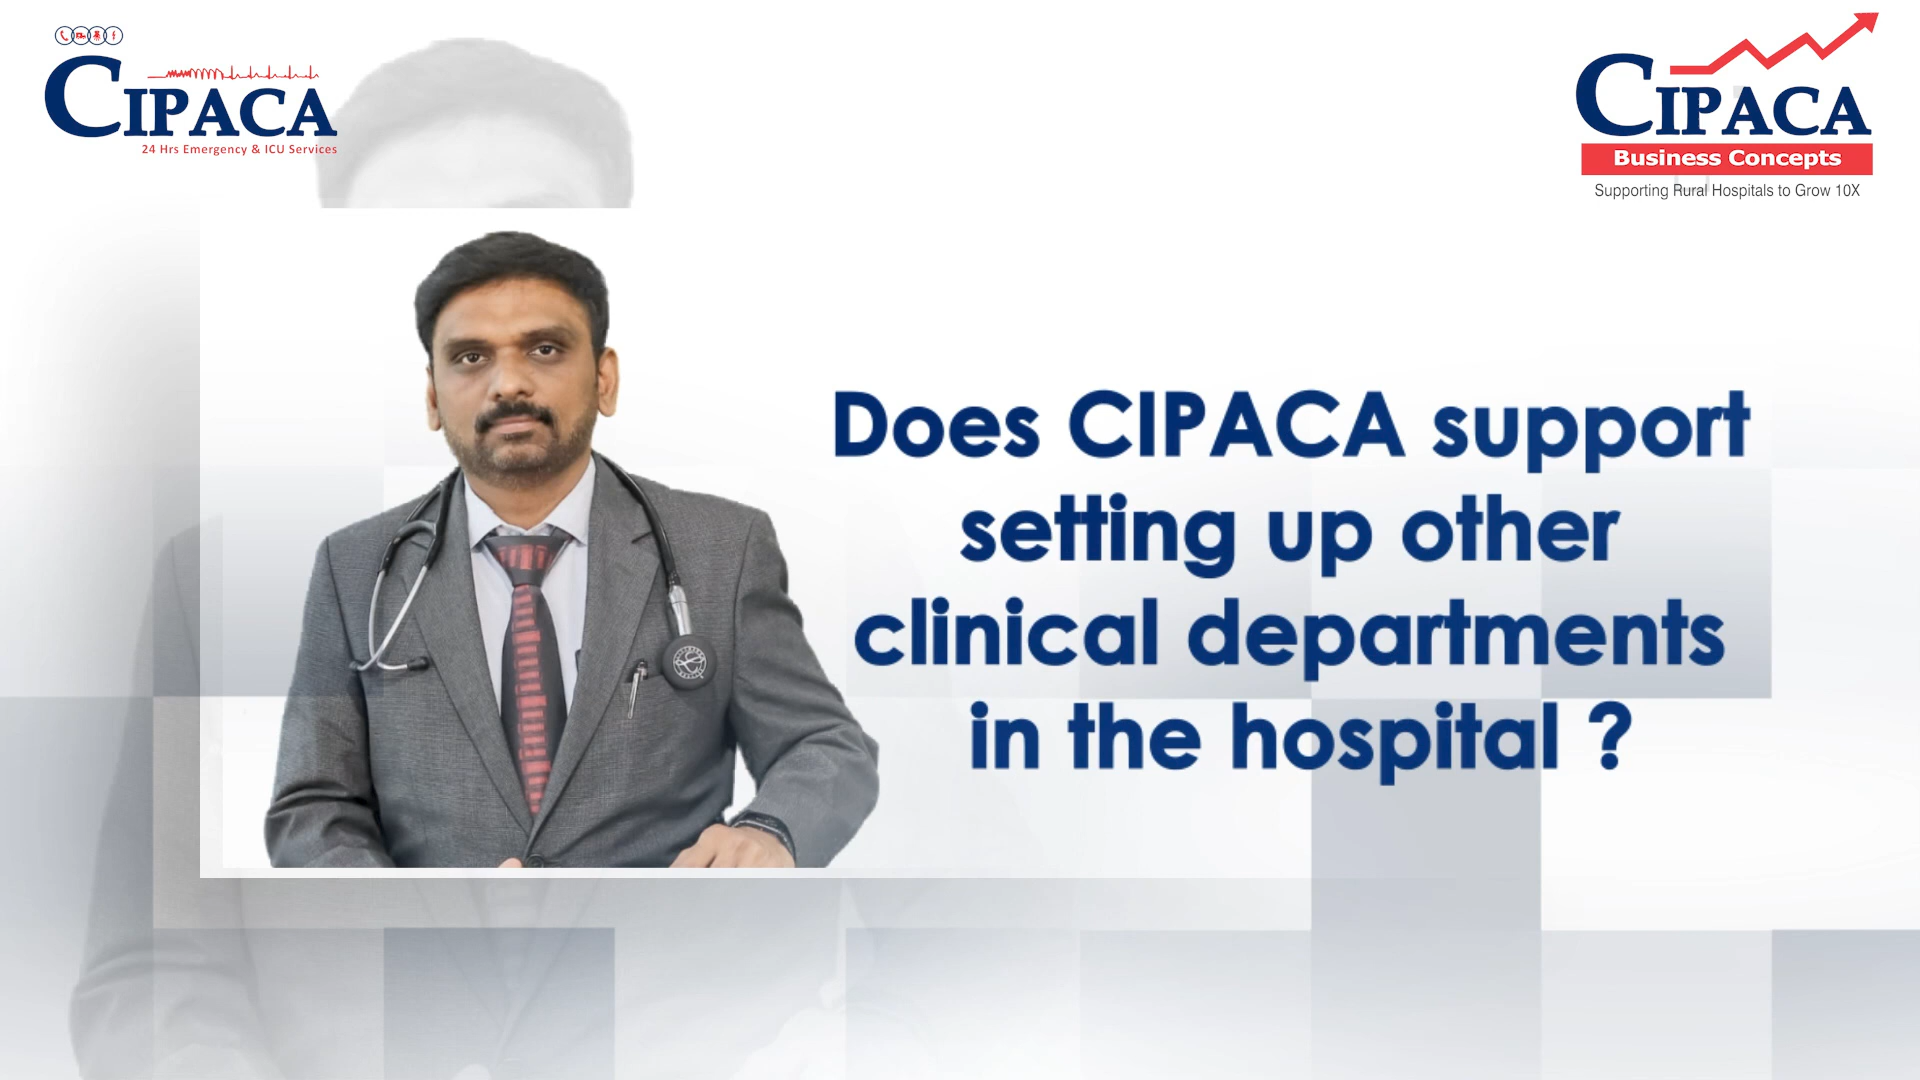 CIPACA
24 Hrs Emergency & ICU Services
CIPACA
Business Concepts
Supporting Rural Hospitals to Grow 10X
Does CIPACA support
setting up other
clinical departments
in the hospital ?